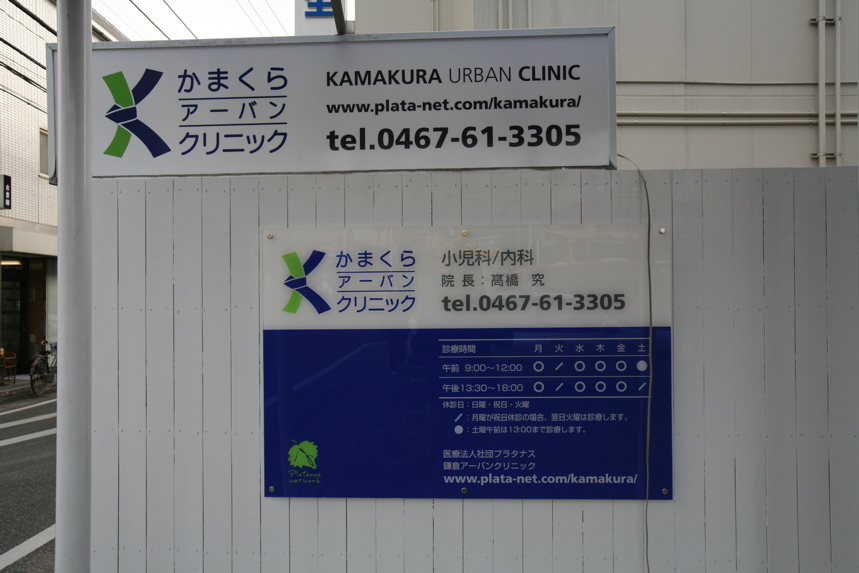 かまくら
アーバン
クリニック
KAMAKURA URBAN CLINIC
www.plata-net.com/kamakura/
tel.0467-61-3305
かまくら
アーバン
クリニック
小児科/内科
院長:髙橋 究
tel.0467-61-3305
診療時間 月 火 水 木 金 土
午前 9:00〜12:00 ○ ／ ○ ○ ○ ●
午後13:30〜18:00 ○ ／ ○ ○ ○ ／
休診日:日曜・祝日・火曜
／:月曜が祝日休診の場合、翌日火曜は診療します。
●:土曜午前は13:00まで診療します。
医療法人社団プラタナス
鎌倉アーバンクリニック
www.plata-net.com/kamakura/
Platanus
network